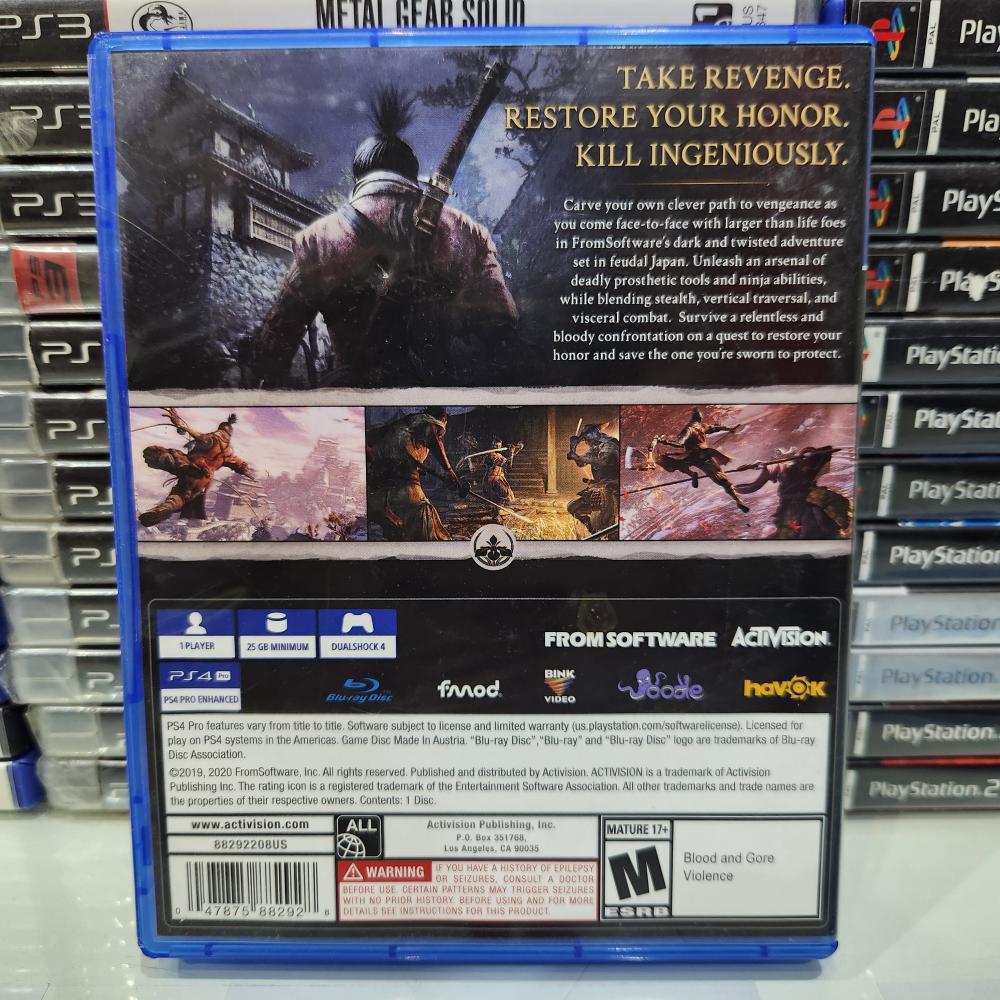 METAL GEAR SOLID
PS3
PS3
PS3
PS3
PS
PS
PS
PAL
PAL
PAL
Play
Play
PlayS
PlayS
PlayStatio
PlayStati
PlayStati
PlayStation
PlayStation
PlayStation
PlayStation
PlayStation 2
TAKE REVENGE.
RESTORE YOUR HONOR.
KILL INGENIOUSLY.
Carve your own clever path to vengeance as
you come face-to-face with larger than life foes
in FromSoftware's dark and twisted adventure
set in feudal Japan. Unleash an arsenal of
deadly prosthetic tools and ninja abilities,
while blending stealth, vertical traversal, and
visceral combat. Survive a relentless and
bloody confrontation on a quest to restore your
honor and save the one you're sworn to protect.
1 PLAYER
25 GB MINIMUM
DUALSHOCK 4
FROM SOFTWARE
ACTIVISION
PS4 Pro
PS4 PRO ENHANCED
Blu-ray Disc
fmod
BINK
VIDEO
oodle
havok
PS4 Pro features vary from title to title. Software subject to license and limited warranty (us.playstation.com/softwarelicense). Licensed for
play on PS4 systems in the Americas. Game Disc Made In Austria. "Blu-ray Disc", "Blu-ray" and "Blu-ray Disc" logo are trademarks of Blu-ray
Disc Association.
©2019, 2020 FromSoftware, Inc. All rights reserved. Published and distributed by Activision. ACTIVISION is a trademark of Activision
Publishing Inc. The rating icon is a registered trademark of the Entertainment Software Association. All other trademarks and trade names are
the properties of their respective owners. Contents: 1 Disc.
www.activision.com
88292208US
ALL
Activision Publishing, Inc.
P.O. Box 351768,
Los Angeles, CA 90035
WARNING IF YOU HAVE A HISTORY OF EPILEPSY
OR SEIZURES, CONSULT A DOCTOR
BEFORE USE. CERTAIN PATTERNS MAY TRIGGER SEIZURES
WITH NO PRIOR HISTORY. BEFORE USING AND FOR MORE
DETAILS SEE INSTRUCTIONS FOR THIS PRODUCT.
0 47875 88292 8
MATURE 17+
M
ESRB
Blood and Gore
Violence